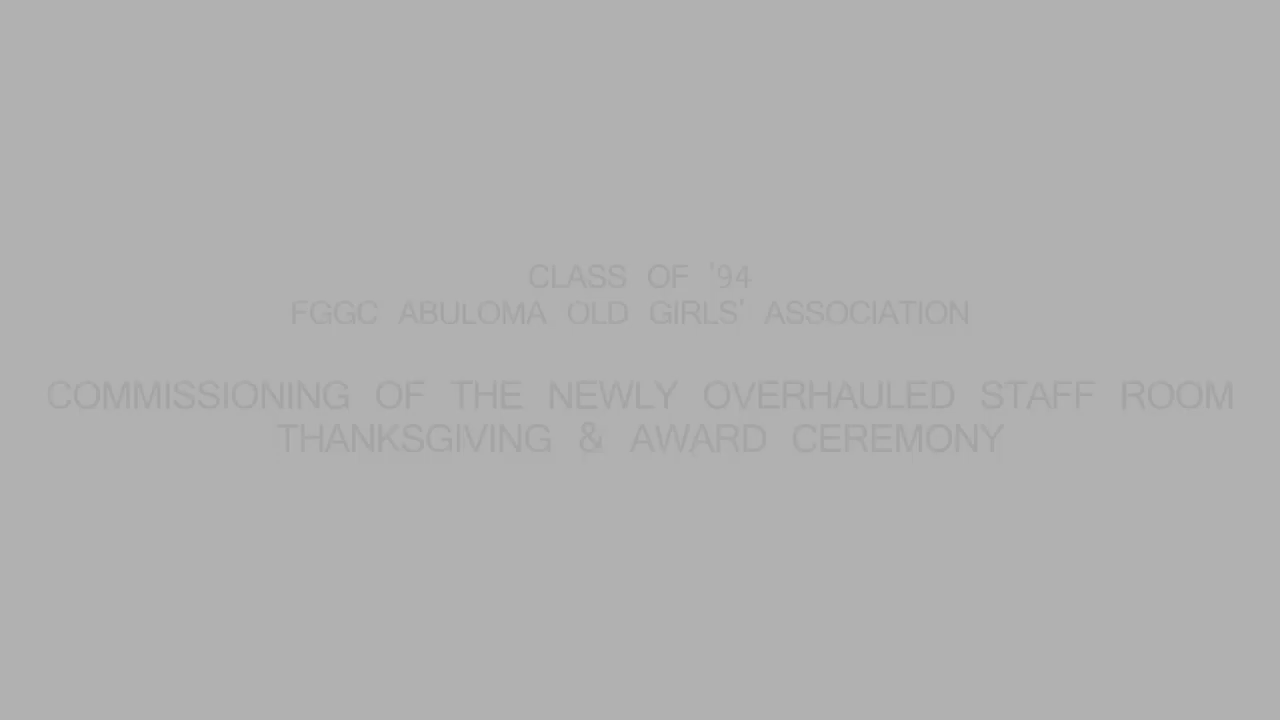 CLASS OF '94
FGGC ABULOMA OLD GIRLS' ASSOCIATION
COMMISSIONING OF THE NEWLY OVERHAULED STAFF ROOM
THANKSGIVING & AWARD CEREMONY